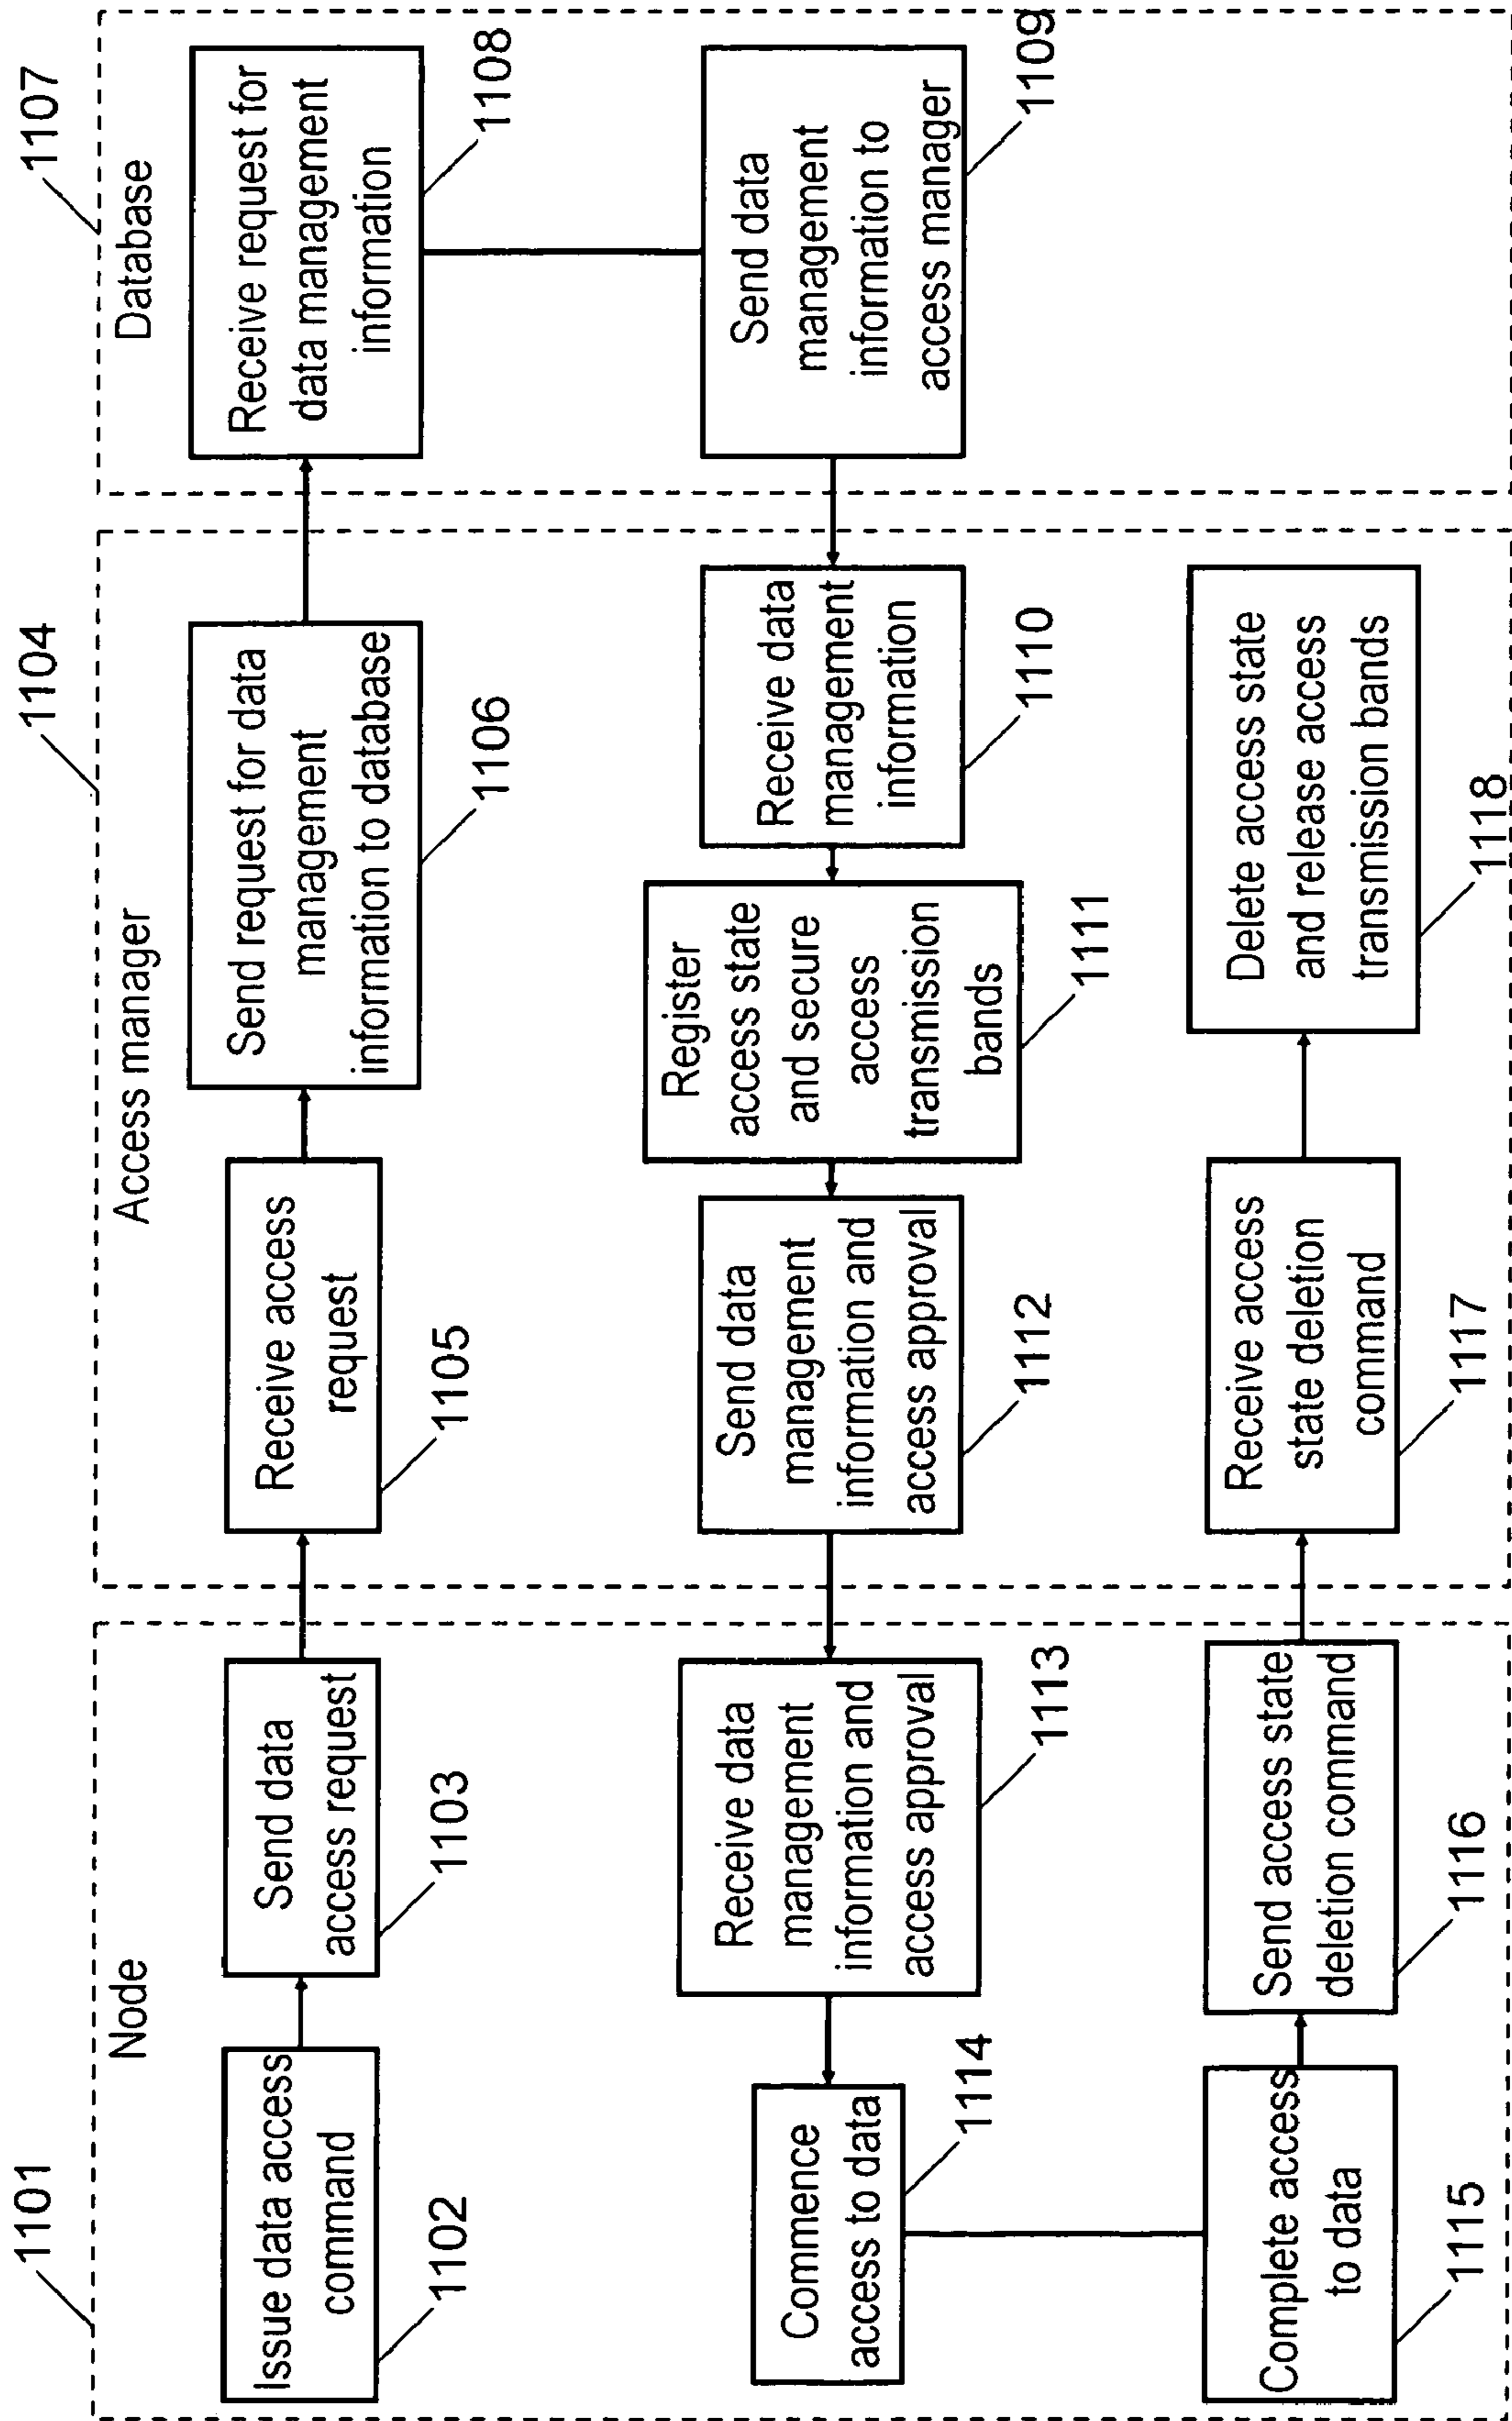 1101
Node
Issue data access
command
1102
Send data
access request
1103
1104
Access manager
Receive access
request
1105
Send request for data
management
information to database
1106
1107
Database
Receive request for
data management
information
1108
Send data
management
information to
access manager
1109
Receive data
management
information
1110
Register
access state
and secure
access
transmission
bands
1111
Send data
management
information and
access approval
1112
Receive data
management
information and
access approval
1113
Commence
access to data
1114
Complete access
to data
1115
Send access state
deletion command
1116
Receive access
state deletion
command
1117
Delete access state
and release access
transmission bands
1118